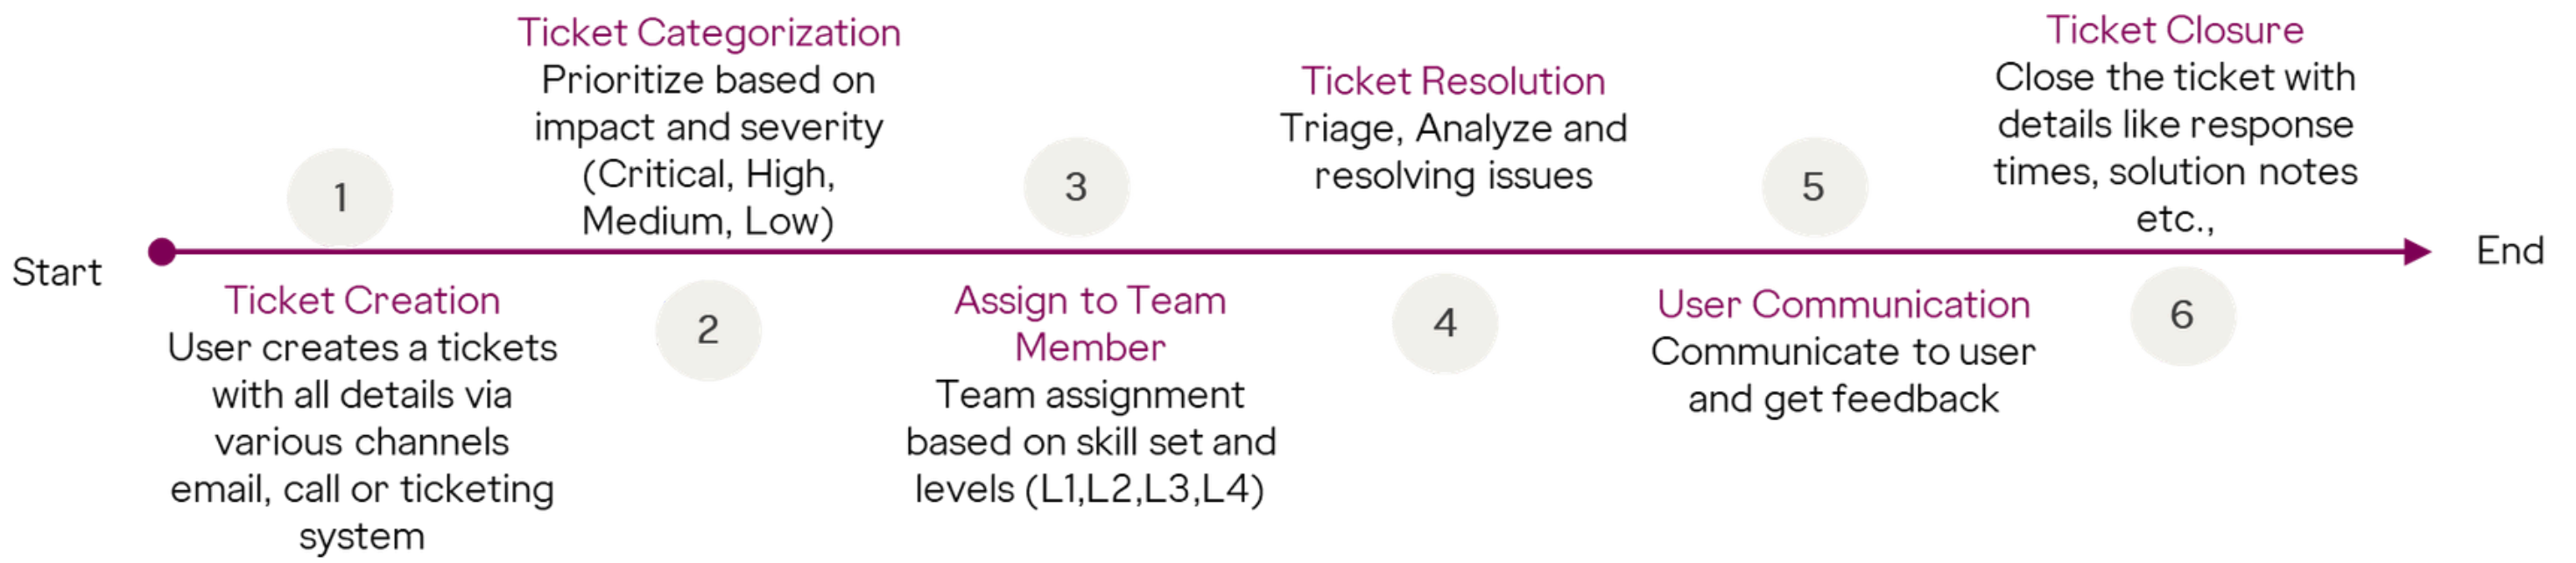 Start
1
Ticket Creation
User creates a tickets
with all details via
various channels
email, call or ticketing
system
Ticket Categorization
Prioritize based on
impact and severity
(Critical, High,
Medium, Low)
2
3
Assign to Team
Member
Team assignment
based on skill set and
levels (L1,L2,L3,L4)
Ticket Resolution
Triage, Analyze and
resolving issues
4
5
User Communication
Communicate to user
and get feedback
Ticket Closure
Close the ticket with
details like response
times, solution notes
etc.,
6
End